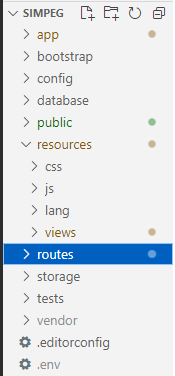 SIMPEG
app
bootstrap
config
database
public
resources
css
js
lang
views
routes
storage
tests
vendor
.editorconfig
.env